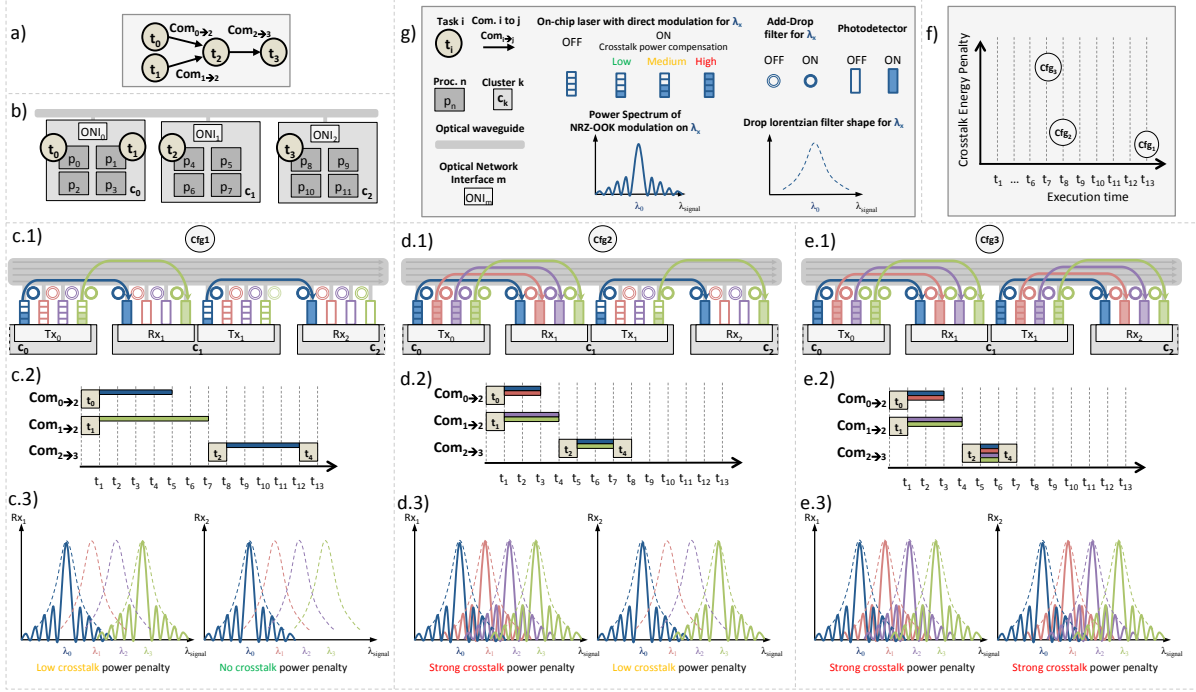 a)
Com0→2
Com2→3
t0
t2
t3
t1
Com1→2
b)
ONI0
ONI1
ONI2
t0
t1
t2
t3
p0
p1
p4
p5
p8
p9
p2
p3
p6
p7
p10
p11
c0
c1
c2
g)
Task i
Com. i to j
On-chip laser with direct modulation for λx
Add-Drop
filter for λx
Photodetector
ti
Comi→j
OFF
ON
Crosstalk power compensation
Low
Medium
High
OFF
ON
OFF
ON
Proc. n
Cluster k
pn
ck
Optical waveguide
Optical Network
Interface m
ONIm
Power Spectrum of
NRZ-OOK modulation on λx
λ0
λsignal
Drop lorentzian filter shape for λx
λ0
λsignal
f)
Crosstalk Energy Penalty
Cfg3
Cfg2
Cfg1
t1 ... t6 t7 t8 t9 t10 t11 t12 t13
Execution time
c.1)
Cfg1
Tx0
Rx1
Tx1
Rx2
c0
c1
c2
d.1)
Cfg2
Tx0
Rx1
Tx1
Rx2
c0
c1
c2
e.1)
Cfg3
Tx0
Rx1
Tx1
Rx2
c0
c1
c2
c.2)
Com0→2
t0
Com1→2
t1
Com2→3
t2
t4
t1 t2 t3 t4 t5 t6 t7 t8 t9 t10 t11 t12 t13
d.2)
Com0→2
t0
Com1→2
t1
Com2→3
t2
t4
t1 t2 t3 t4 t5 t6 t7 t8 t9 t10 t11 t12 t13
e.2)
Com0→2
t0
Com1→2
t1
Com2→3
t2
t4
t1 t2 t3 t4 t5 t6 t7 t8 t9 t10 t11 t12 t13
c.3)
Rx1
λ0 λ1 λ2 λ3
Low crosstalk power penalty
Rx2
λ0 λ1 λ2 λ3 λsignal
No crosstalk power penalty
d.3)
Rx1
λ0 λ1 λ2 λ3
Strong crosstalk power penalty
Rx2
λ0 λ1 λ2 λ3 λsignal
Low crosstalk power penalty
e.3)
Rx1
λ0 λ1 λ2 λ3
Strong crosstalk power penalty
Rx2
λ0 λ1 λ2 λ3 λsignal
Strong crosstalk power penalty